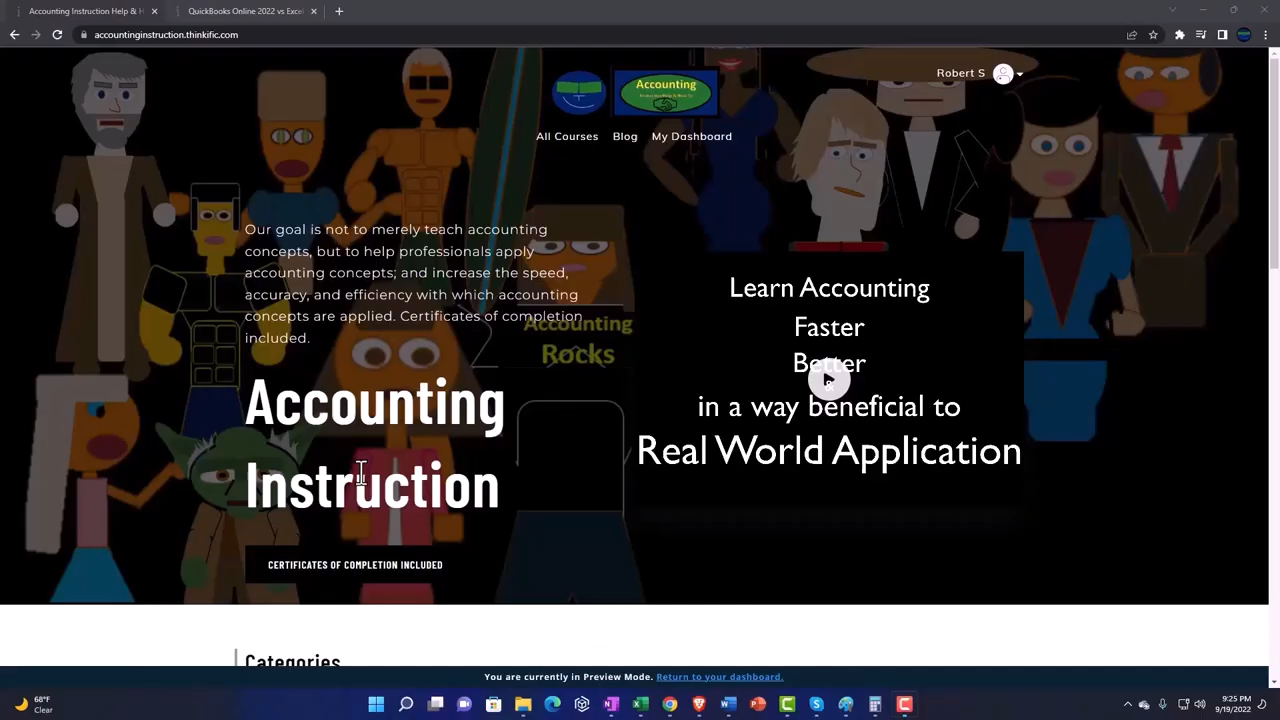 Accounting Instruction Help & H
QuickBooks Online 2022 vs Excel
accountinginstruction.thinkific.com
Robert S
Accounting
All Courses
Blog
My Dashboard
Our goal is not to merely teach accounting
concepts, but to help professionals apply
accounting concepts; and increase the speed,
accuracy, and efficiency with which accounting
concepts are applied. Certificates of completion
included.
Accounting
Rocks
Accounting
Instruction
CERTIFICATES OF COMPLETION INCLUDED
Learn Accounting
Faster
Better
&
in a way beneficial to
Real World Application
Categories
You are currently in Preview Mode. Return to your dashboard.
68°F
Clear
9:25 PM
9/19/2022